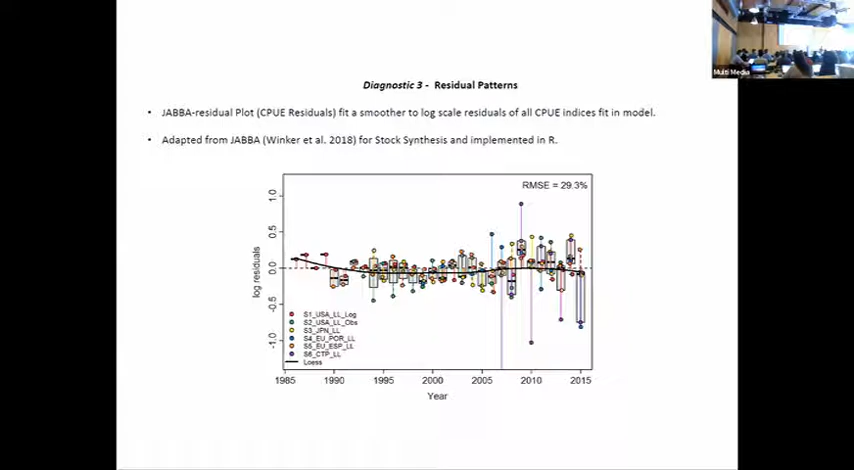 Multi Media
Diagnostic 3 - Residual Patterns
• JABBA-residual Plot (CPUE Residuals) fit a smoother to log scale residuals of all CPUE indices fit in model.
• Adapted from JABBA (Winker et al. 2018) for Stock Synthesis and implemented in R.
RMSE = 29.3%
1.0
0.5
0.0
-0.5
-1.0
log residuals
S1_USA_LL_Log
S2_USA_LL_Obs
S3_JPN_LL
S4_EU_POR_LL
S5_EU_ESP_LL
S6_CTP_LL
Loess
1985 1990 1995 2000 2005 2010 2015
Year